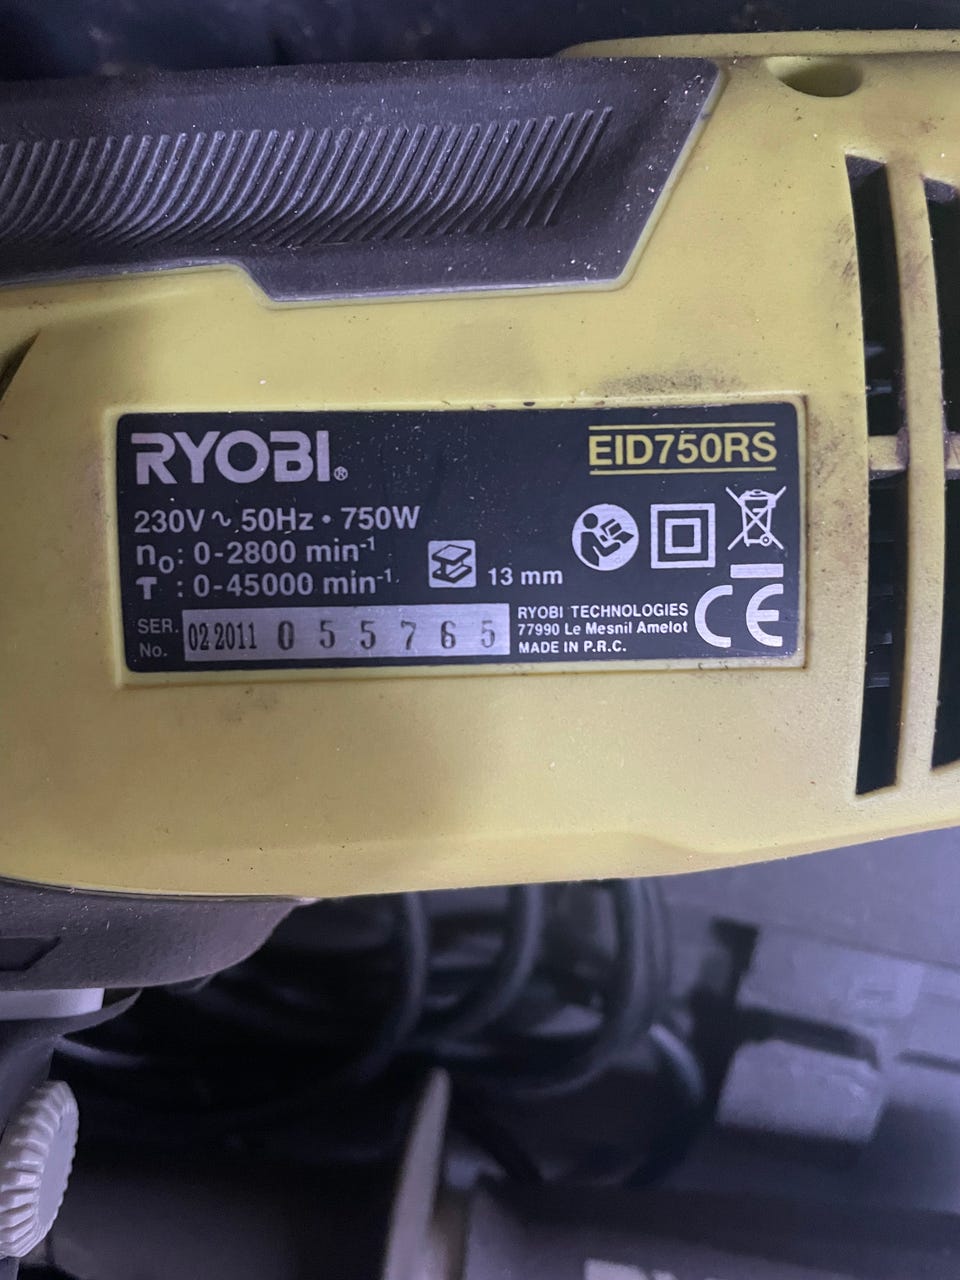 RYOBI®
EID750RS
230V ~ 50Hz • 750W
n₀: 0-2800 min⁻¹
T : 0-45000 min⁻¹
13 mm
SER. No. 02 2011 0 5 5 7 6 5
RYOBI TECHNOLOGIES
77990 Le Mesnil Amelot
MADE IN P.R.C.
CE